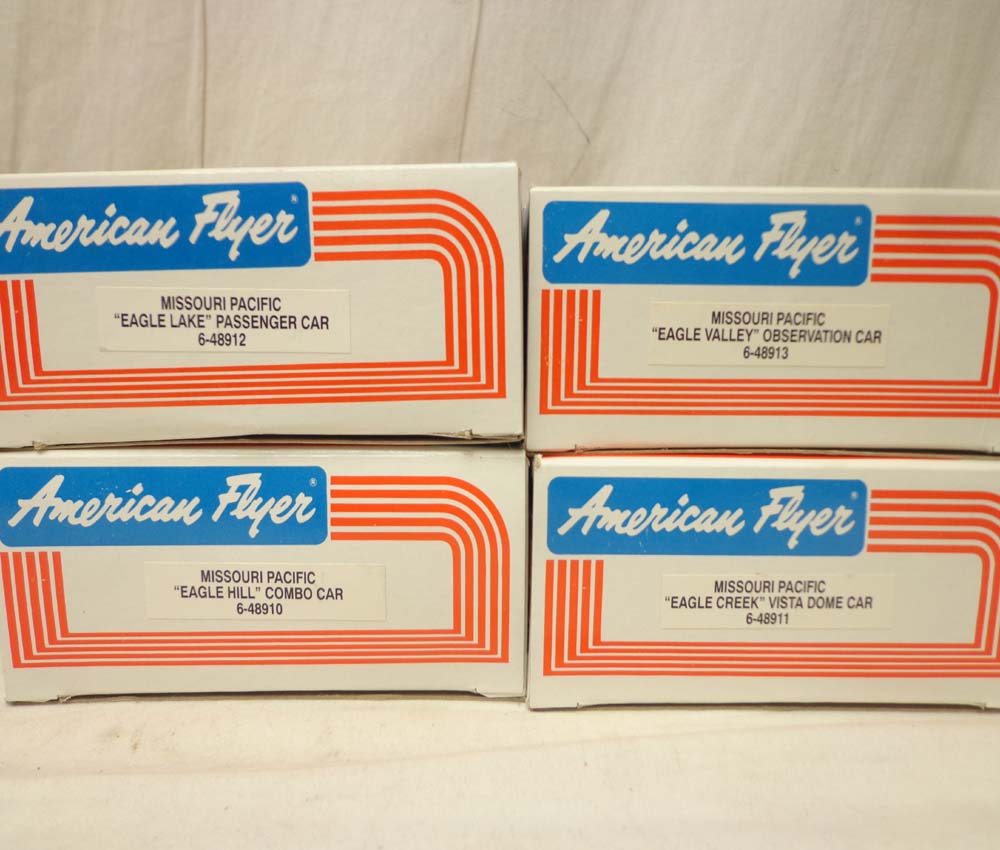 American Flyer®
MISSOURI PACIFIC
"EAGLE LAKE" PASSENGER CAR
6-48912
American Flyer®
MISSOURI PACIFIC
"EAGLE VALLEY" OBSERVATION CAR
6-48913
American Flyer®
MISSOURI PACIFIC
"EAGLE HILL" COMBO CAR
6-48910
American Flyer®
MISSOURI PACIFIC
"EAGLE CREEK" VISTA DOME CAR
6-48911